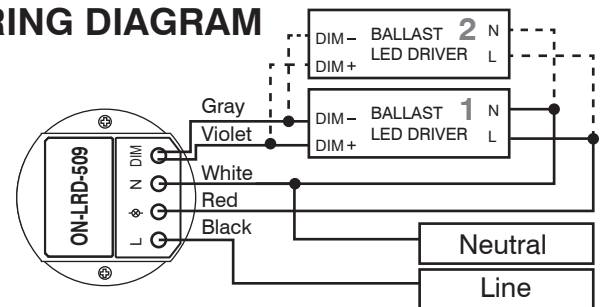 RING DIAGRAM
DIM – BALLAST 2 N
DIM + LED DRIVER L
DIM – BALLAST 1 N
DIM + LED DRIVER L
Gray
Violet
White
Red
Black
ON-LRD-509
DIM
N
L
Neutral
Line